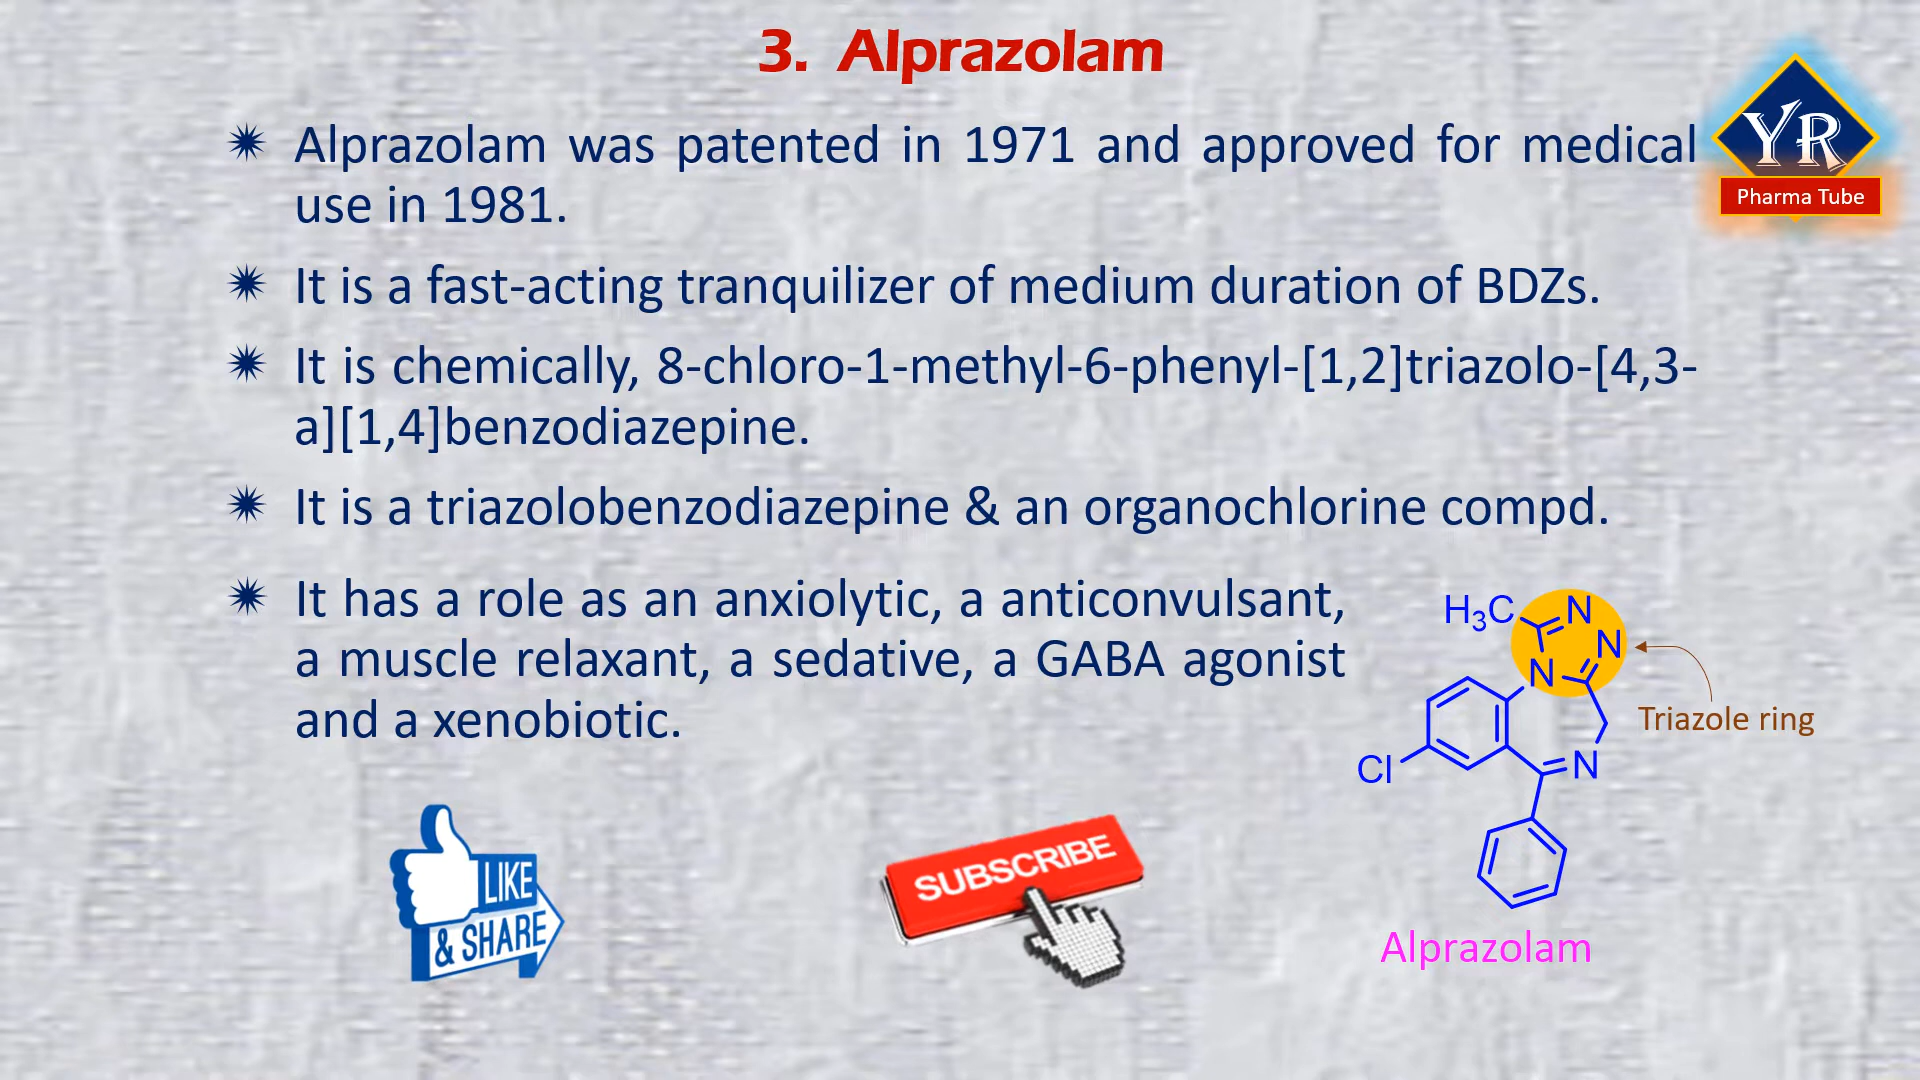 3. Alprazolam
YR
Pharma Tube
✹ Alprazolam was patented in 1971 and approved for medical
use in 1981.
✹ It is a fast-acting tranquilizer of medium duration of BDZs.
✹ It is chemically, 8-chloro-1-methyl-6-phenyl-[1,2]triazolo-[4,3-
a][1,4]benzodiazepine.
✹ It is a triazolobenzodiazepine & an organochlorine compd.
✹ It has a role as an anxiolytic, a anticonvulsant,
a muscle relaxant, a sedative, a GABA agonist
and a xenobiotic.
H₃C
N
N
N
Triazole ring
Cl
N
Alprazolam
LIKE
& SHARE
SUBSCRIBE